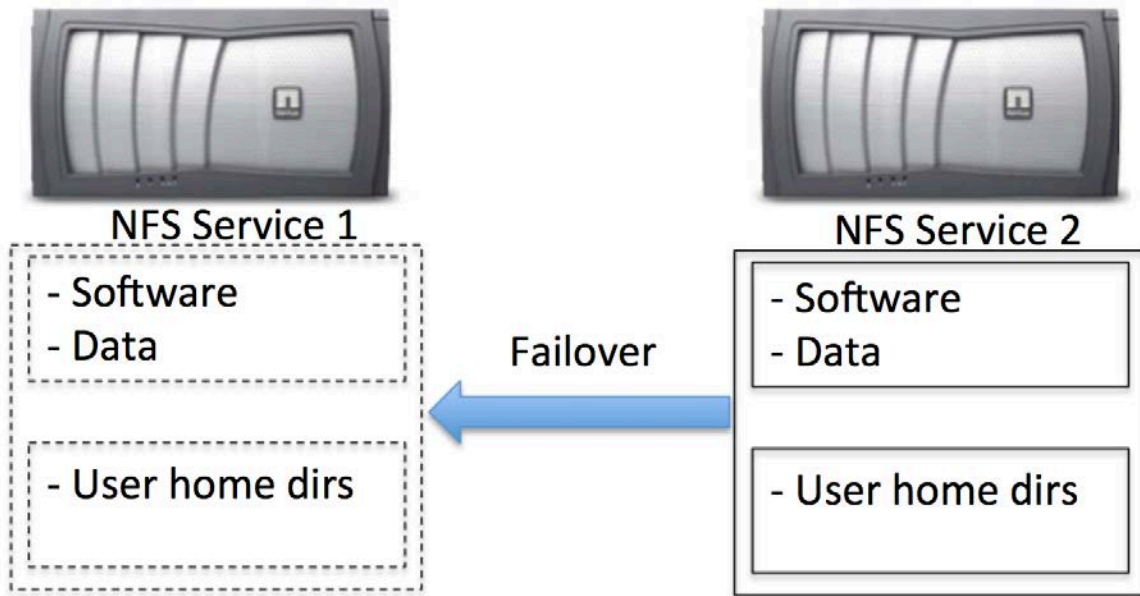 NFS Service 1
- Software
- Data
- User home dirs
Failover
NFS Service 2
- Software
- Data
- User home dirs